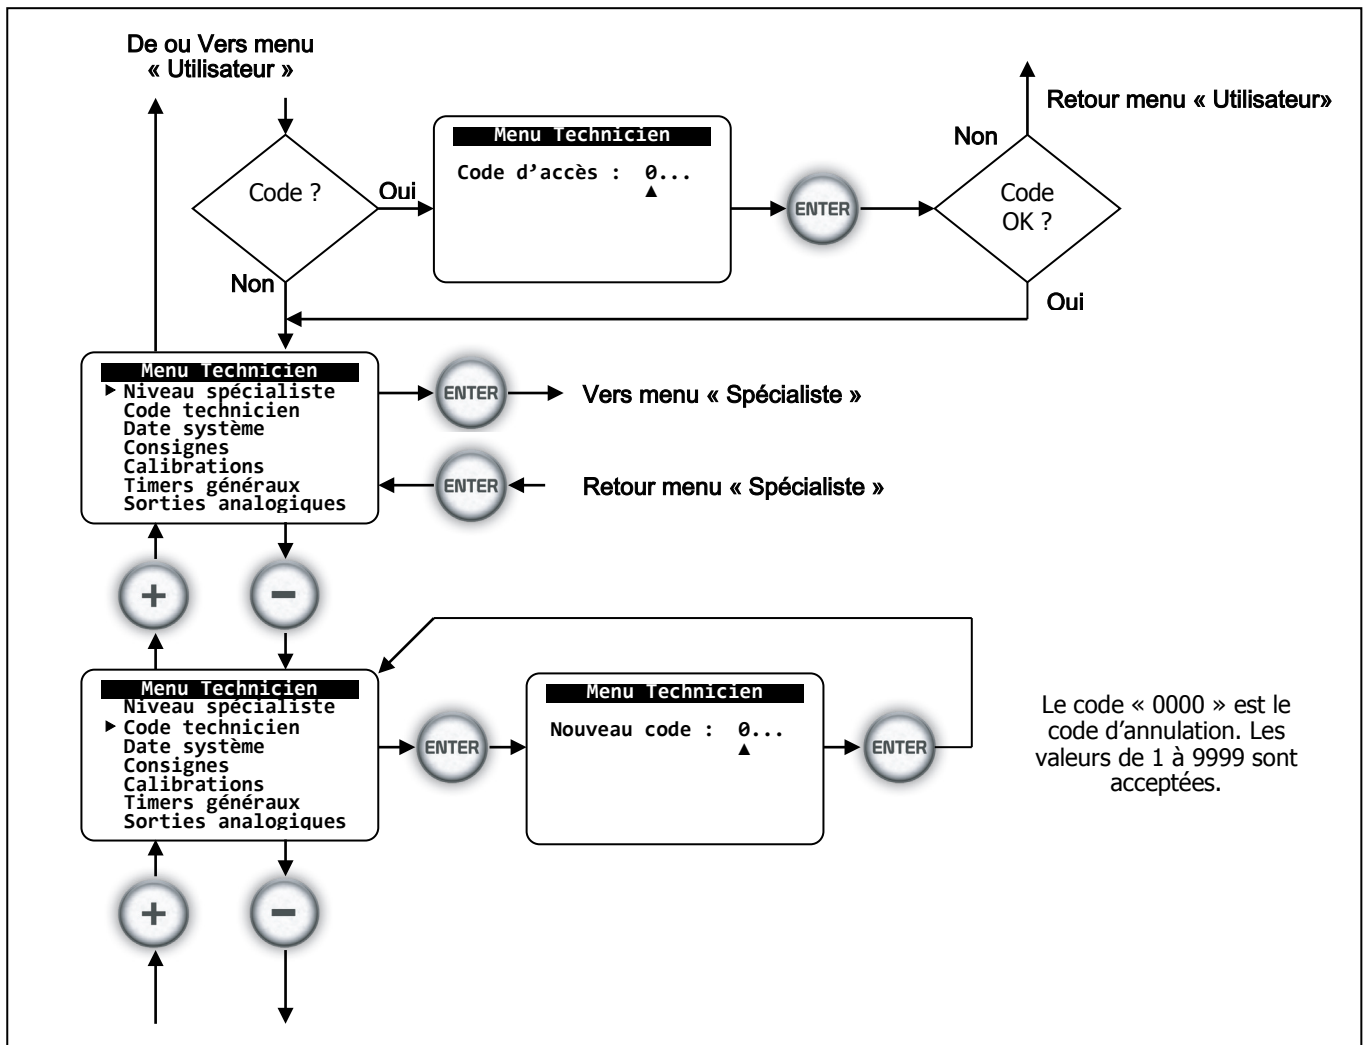 De ou Vers menu
« Utilisateur »
Retour menu « Utilisateur»
Menu Technicien
Code d'accès : 0...
▲
Code ?
Oui
ENTER
Non
Code
OK ?
Non
Oui
Menu Technicien
▶ Niveau spécialiste
Code technicien
Date système
Consignes
Calibrations
Timers généraux
Sorties analogiques
ENTER
Vers menu « Spécialiste »
ENTER
Retour menu « Spécialiste »
+
-
Menu Technicien
Niveau spécialiste
▶ Code technicien
Date système
Consignes
Calibrations
Timers généraux
Sorties analogiques
ENTER
Menu Technicien
Nouveau code : 0...
▲
ENTER
Le code « 0000 » est le
code d'annulation. Les
valeurs de 1 à 9999 sont
acceptées.
+
-